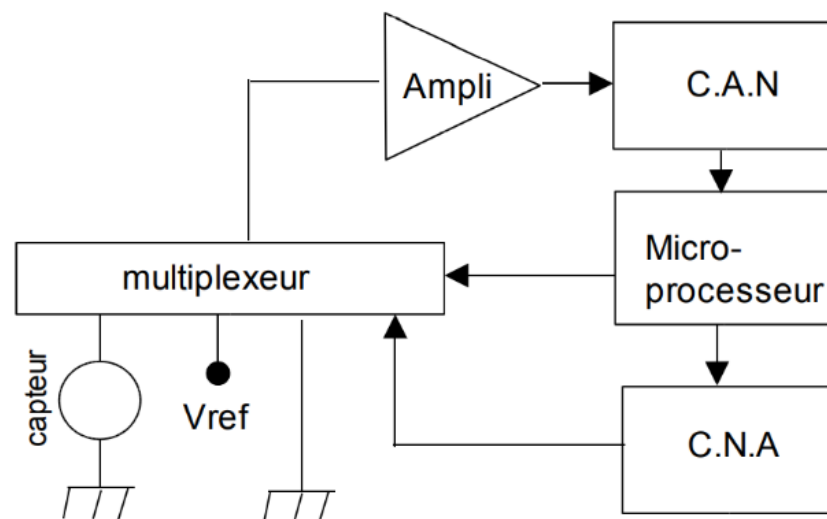 Ampli
C.A.N
multiplexeur
Micro-
processeur
capteur
Vref
C.N.A